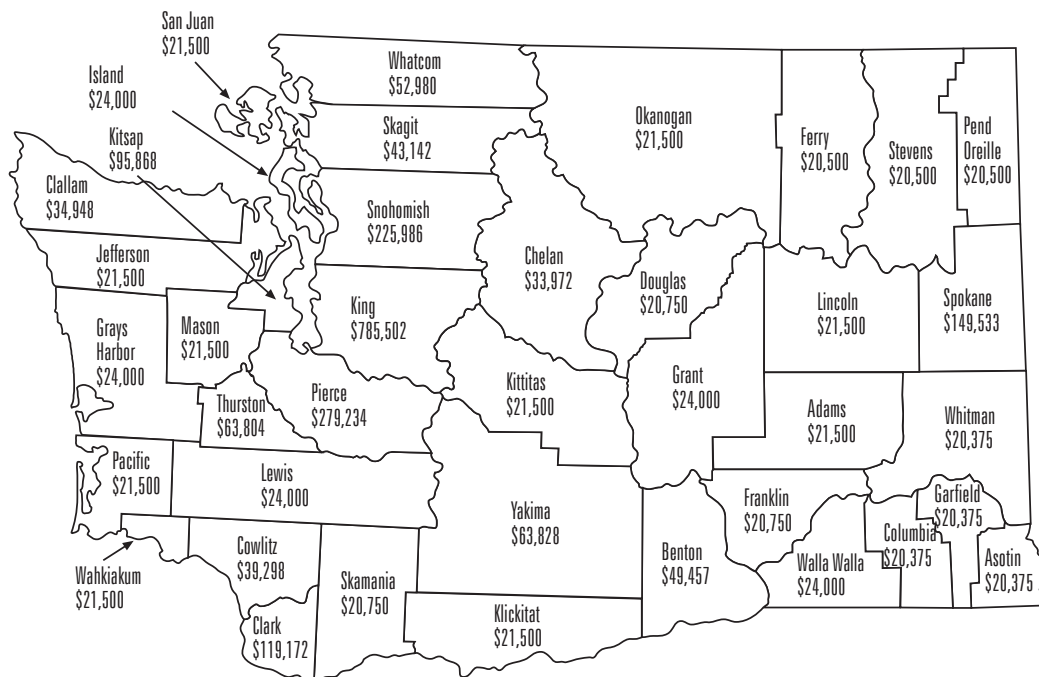 San Juan
$21,500
Island
$24,000
Kitsap
$95,868
Whatcom
$52,980
Skagit
$43,142
Okanogan
$21,500
Ferry
$20,500
Stevens
$20,500
Pend
Oreille
$20,500
Clallam
$34,948
Snohomish
$225,986
Jefferson
$21,500
Chelan
$33,972
Douglas
$20,750
Lincoln
$21,500
Spokane
$149,533
Grays
Harbor
$24,000
Mason
$21,500
King
$785,502
Kittitas
$21,500
Grant
$24,000
Thurston
$63,804
Pierce
$279,234
Adams
$21,500
Whitman
$20,375
Pacific
$21,500
Lewis
$24,000
Yakima
$63,828
Franklin
$20,750
Garfield
$20,375
Columbia
$20,375
Benton
$49,457
Walla Walla
$24,000
Asotin
$20,375
Wahkiakum
$21,500
Cowlitz
$39,298
Skamania
$20,750
Klickitat
$21,500
Clark
$119,172